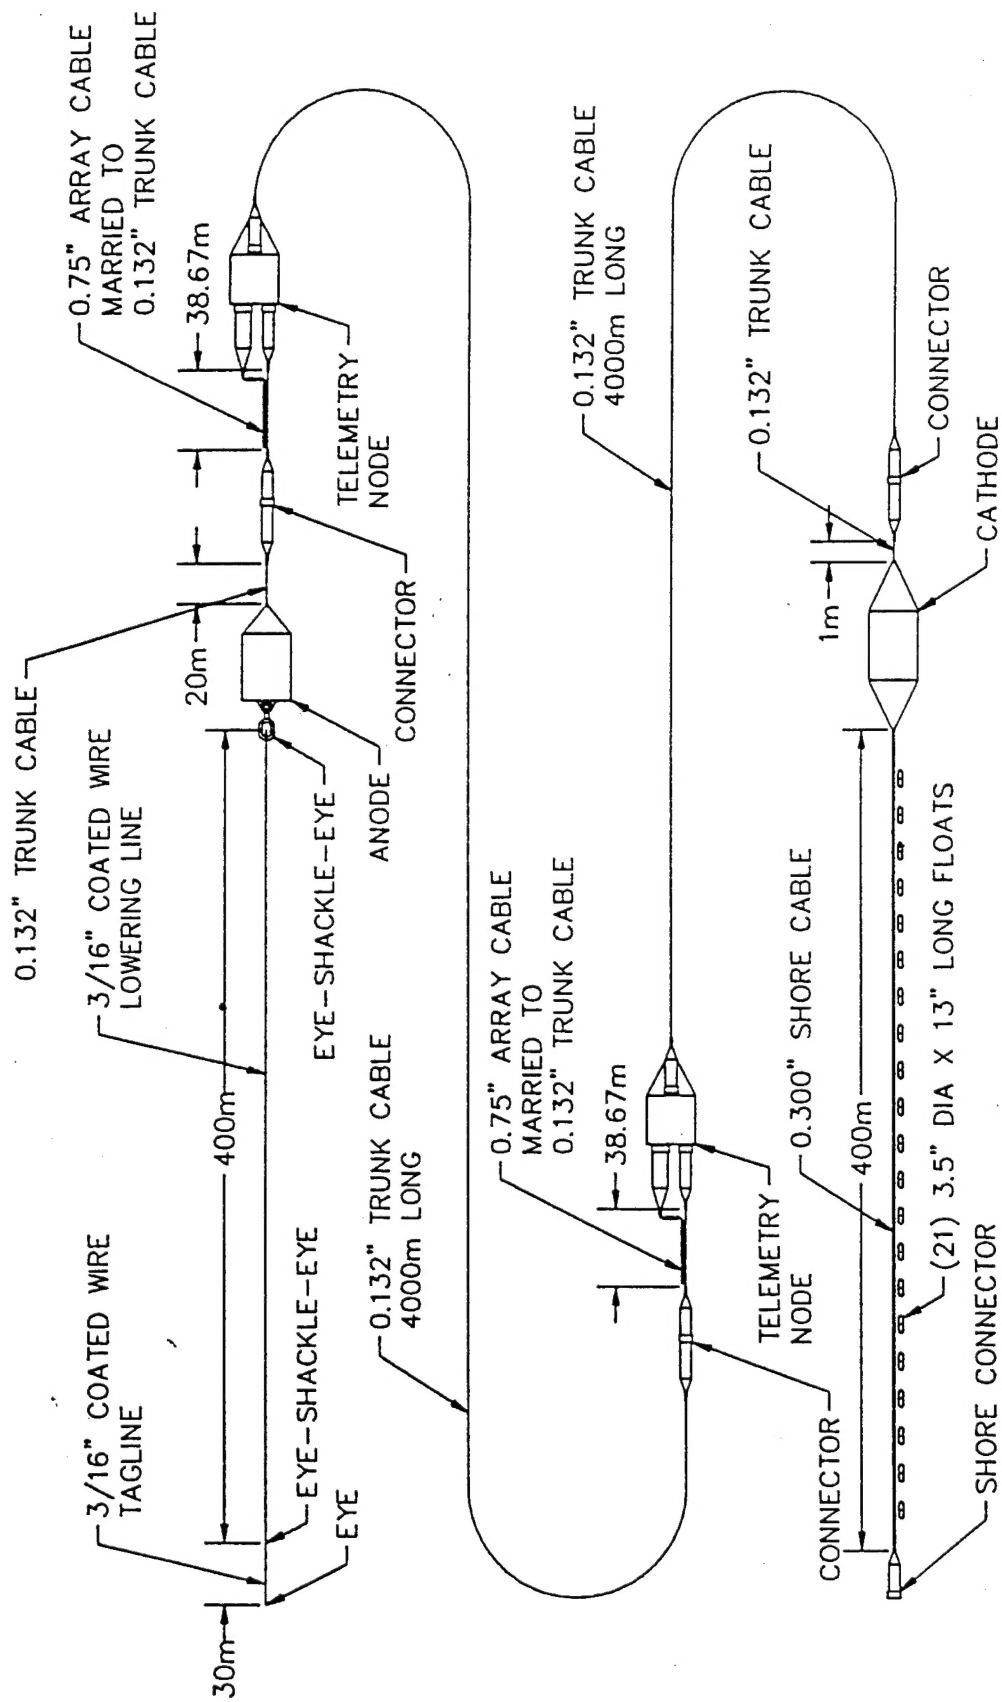 3/16" COATED WIRE
TAGLINE
30m
EYE
EYE-SHACKLE-EYE
400m
3/16" COATED WIRE
LOWERING LINE
0.132" TRUNK CABLE
EYE-SHACKLE-EYE
ANODE
20m
CONNECTOR
38.67m
0.75" ARRAY CABLE
MARRIED TO
0.132" TRUNK CABLE
TELEMETRY
NODE
0.132" TRUNK CABLE
4000m LONG
CONNECTOR
0.75" ARRAY CABLE
MARRIED TO
0.132" TRUNK CABLE
38.67m
TELEMETRY
NODE
0.132" TRUNK CABLE
4000m LONG
0.132" TRUNK CABLE
1m
CONNECTOR
CATHODE
400m
0.300" SHORE CABLE
(21) 3.5" DIA X 13" LONG FLOATS
SHORE CONNECTOR